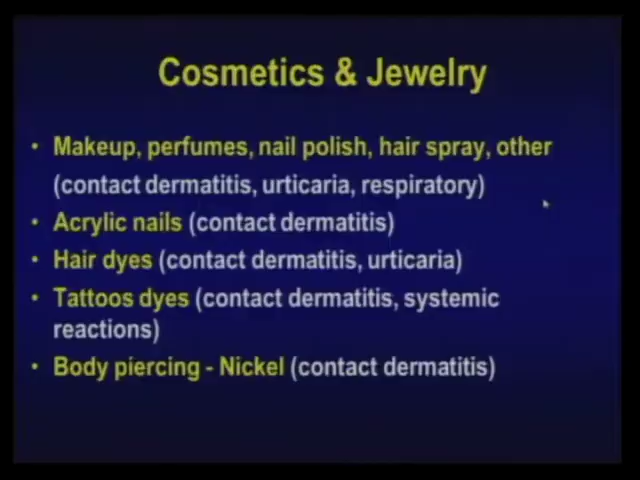 Cosmetics & Jewelry
• Makeup, perfumes, nail polish, hair spray, other
(contact dermatitis, urticaria, respiratory)
• Acrylic nails (contact dermatitis)
• Hair dyes (contact dermatitis, urticaria)
• Tattoos dyes (contact dermatitis, systemic
reactions)
• Body piercing - Nickel (contact dermatitis)